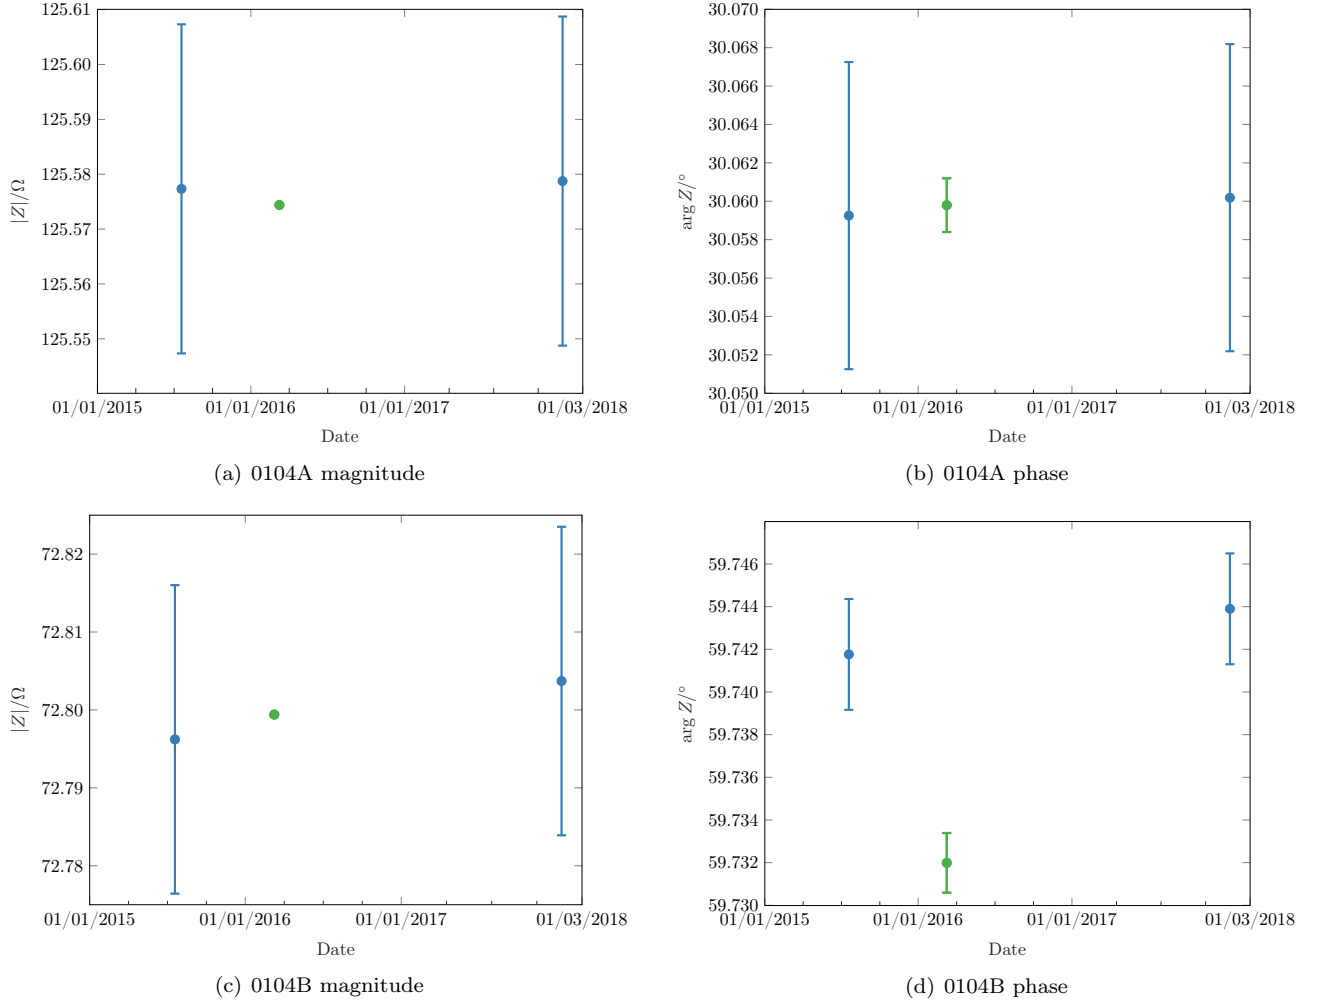 125.61
125.60
125.59
125.58
125.57
125.56
125.55
|Z|/Ω
01/01/2015 01/01/2016 01/01/2017 01/03/2018
Date
(a) 0104A magnitude
30.070
30.068
30.066
30.064
30.062
30.060
30.058
30.056
30.054
30.052
30.050
arg Z/°
01/01/2015 01/01/2016 01/01/2017 01/03/2018
Date
(b) 0104A phase
72.82
72.81
72.80
72.79
72.78
|Z|/Ω
01/01/2015 01/01/2016 01/01/2017 01/03/2018
Date
(c) 0104B magnitude
59.746
59.744
59.742
59.740
59.738
59.736
59.734
59.732
59.730
arg Z/°
01/01/2015 01/01/2016 01/01/2017 01/03/2018
Date
(d) 0104B phase